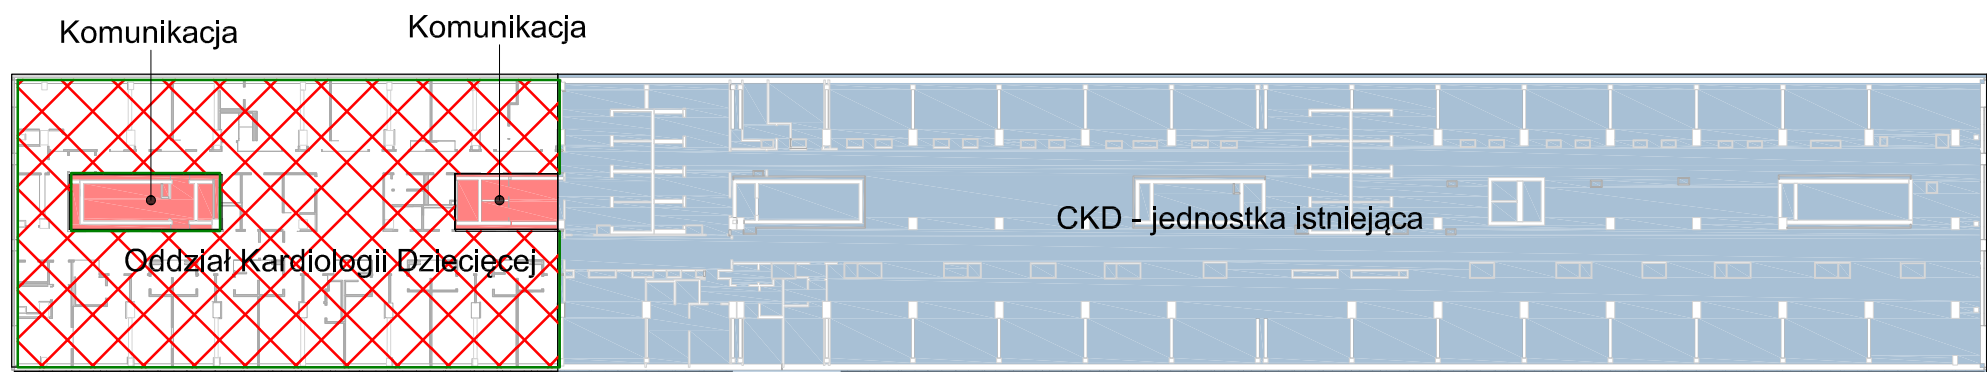 Komunikacja
Komunikacja
CKD - jednostka istniejąca
Oddział Kardiologii Dziecięcej